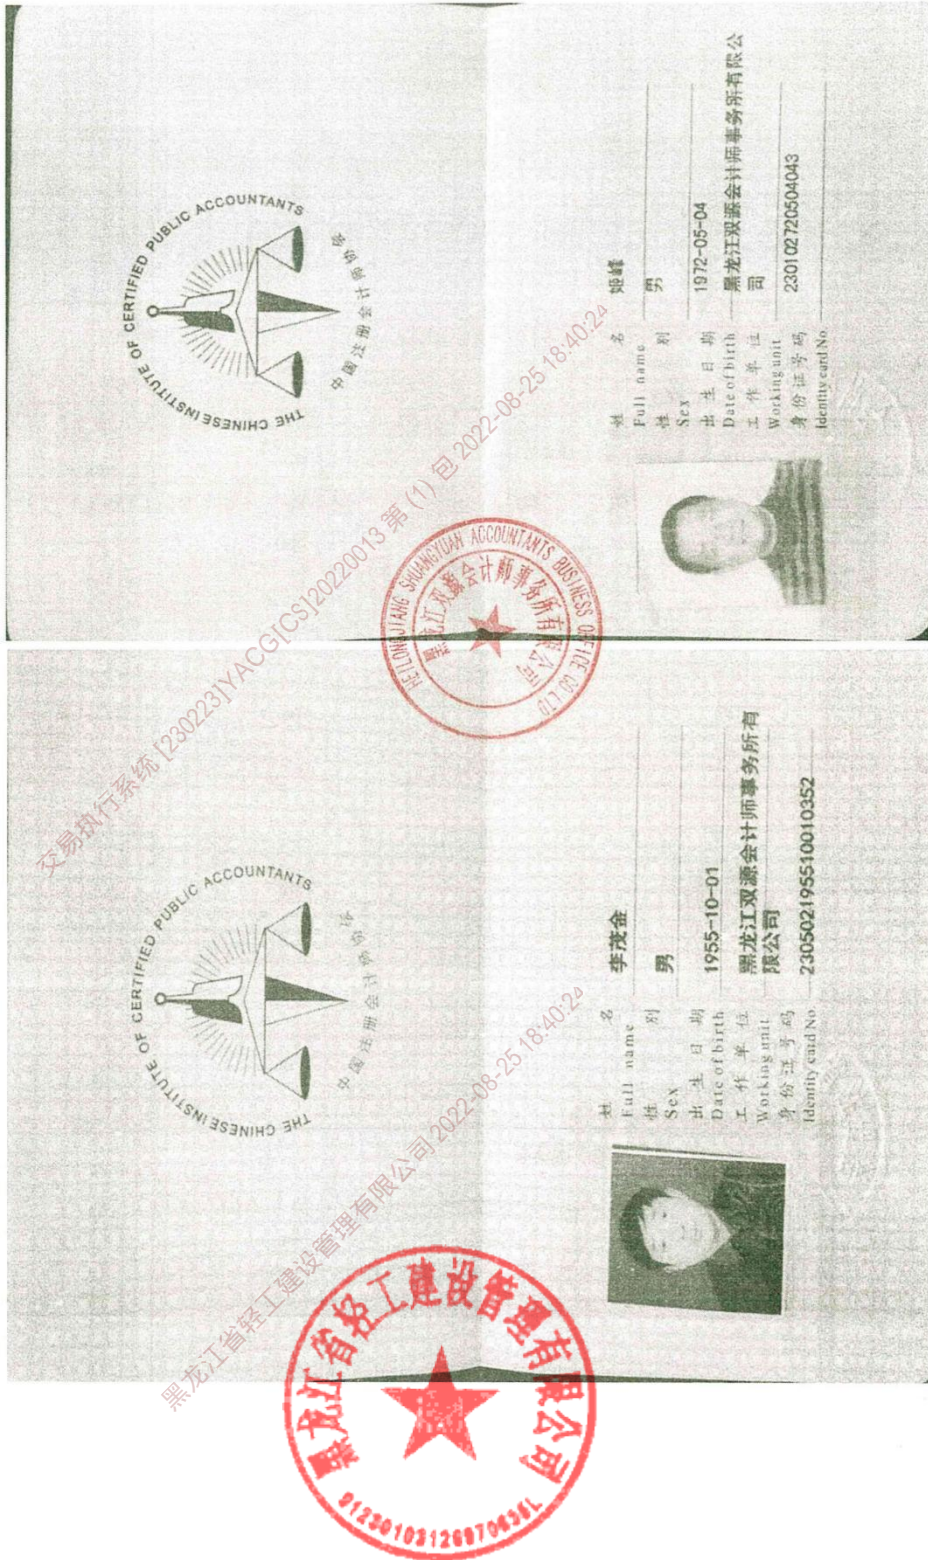 THE CHINESE INSTITUTE OF CERTIFIED PUBLIC ACCOUNTANTS
中国注册会计师协会
姓 名 姬峰
Full name
性 别 男
Sex
出 生 日 期 1972-05-04
Date of birth
工 作 单 位 黑龙江双源会计师事务所有限公
Working unit 司
身 份 证 号 码 230102720504043
Identity card No
HEILONGJIANG SHUANGYUAN ACCOUNTANTS BUSINESS OFFICE CO LTD
黑龙江双源会计师事务所有限公司
交易执行系统 [230223]YACG[CS]20220013 第 (1) 包 2022-08-25 18:40:24
THE CHINESE INSTITUTE OF CERTIFIED PUBLIC ACCOUNTANTS
中国注册会计师协会
姓 名 李茂金
Full name
性 别 男
Sex
出 生 日 期 1955-10-01
Date of birth
工 作 单 位 黑龙江双源会计师事务所有
Working unit 限公司
身 份 证 号 码 230502195510010352
Identity card No
黑龙江省轻工建设管理有限公司 2022-08-25 18:40:24
黑龙江省轻工建设管理有限公司